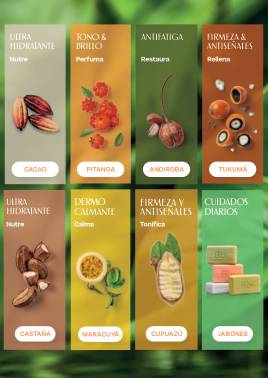 ULTRA
HIDRATANTE
Nutre
CACAO
TONO &
BRILLO
Perfuma
PITANGA
ANTIFATIGA
Restaura
ANDIROBA
FIRMEZA &
ANTISEÑALES
Rellena
TUKUMÁ
ULTRA
HIDRATANTE
Nutre
CASTAÑA
DERMO
CALMANTE
Calma
MARACUYÁ
FIRMEZA Y
ANTISEÑALES
Tonifica
CUPUAZÚ
CUIDADOS
DIARIOS
JABONES